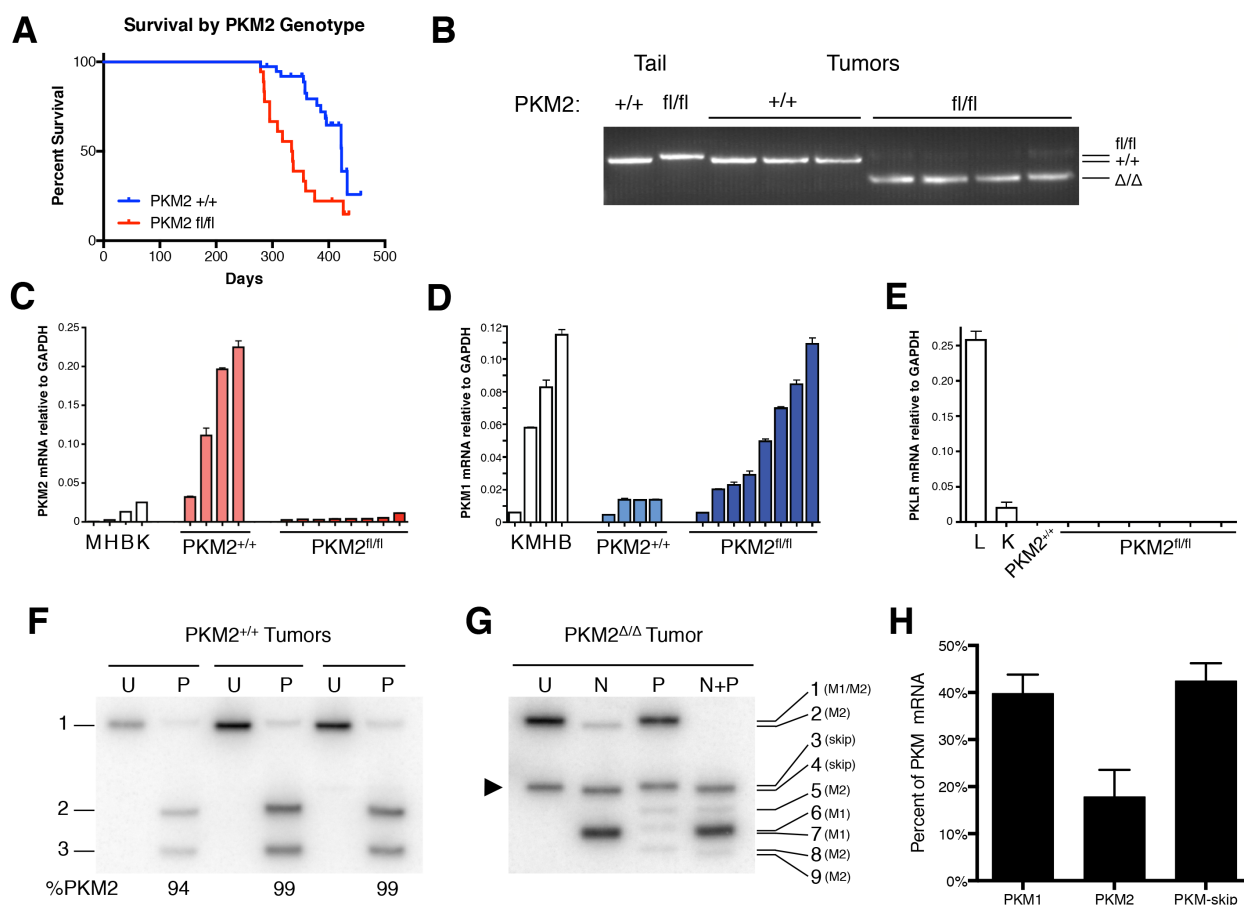 A
Survival by PKM2 Genotype
Percent Survival
100
50
0
PKM2 +/+
PKM2 fl/fl
0 100 200 300 400 500
Days
B
Tail Tumors
PKM2: +/+ fl/fl +/+ fl/fl
fl/fl
+/+
Δ/Δ
C
PKM2 mRNA relative to GAPDH
0.25
0.20
0.15
0.10
0.05
0
M H B K PKM2+/+ PKM2fl/fl
D
PKM1 mRNA relative to GAPDH
0.12
0.10
0.08
0.06
0.04
0.02
0
K M H B PKM2+/+ PKM2fl/fl
E
PKLR mRNA relative to GAPDH
0.25
0.20
0.15
0.10
0.05
0
L K PKM2+/+ PKM2fl/fl
F
PKM2+/+ Tumors
U P U P U P
1
2
3
%PKM2 94 99 99
G
PKM2Δ/Δ Tumor
U N P N+P
1 (M1/M2)
2 (M2)
3 (skip)
4 (skip)
5 (M2)
6 (M1)
7 (M1)
8 (M2)
9 (M2)
H
Percent of PKM mRNA
50%
40%
30%
20%
10%
0%
PKM1 PKM2 PKM-skip